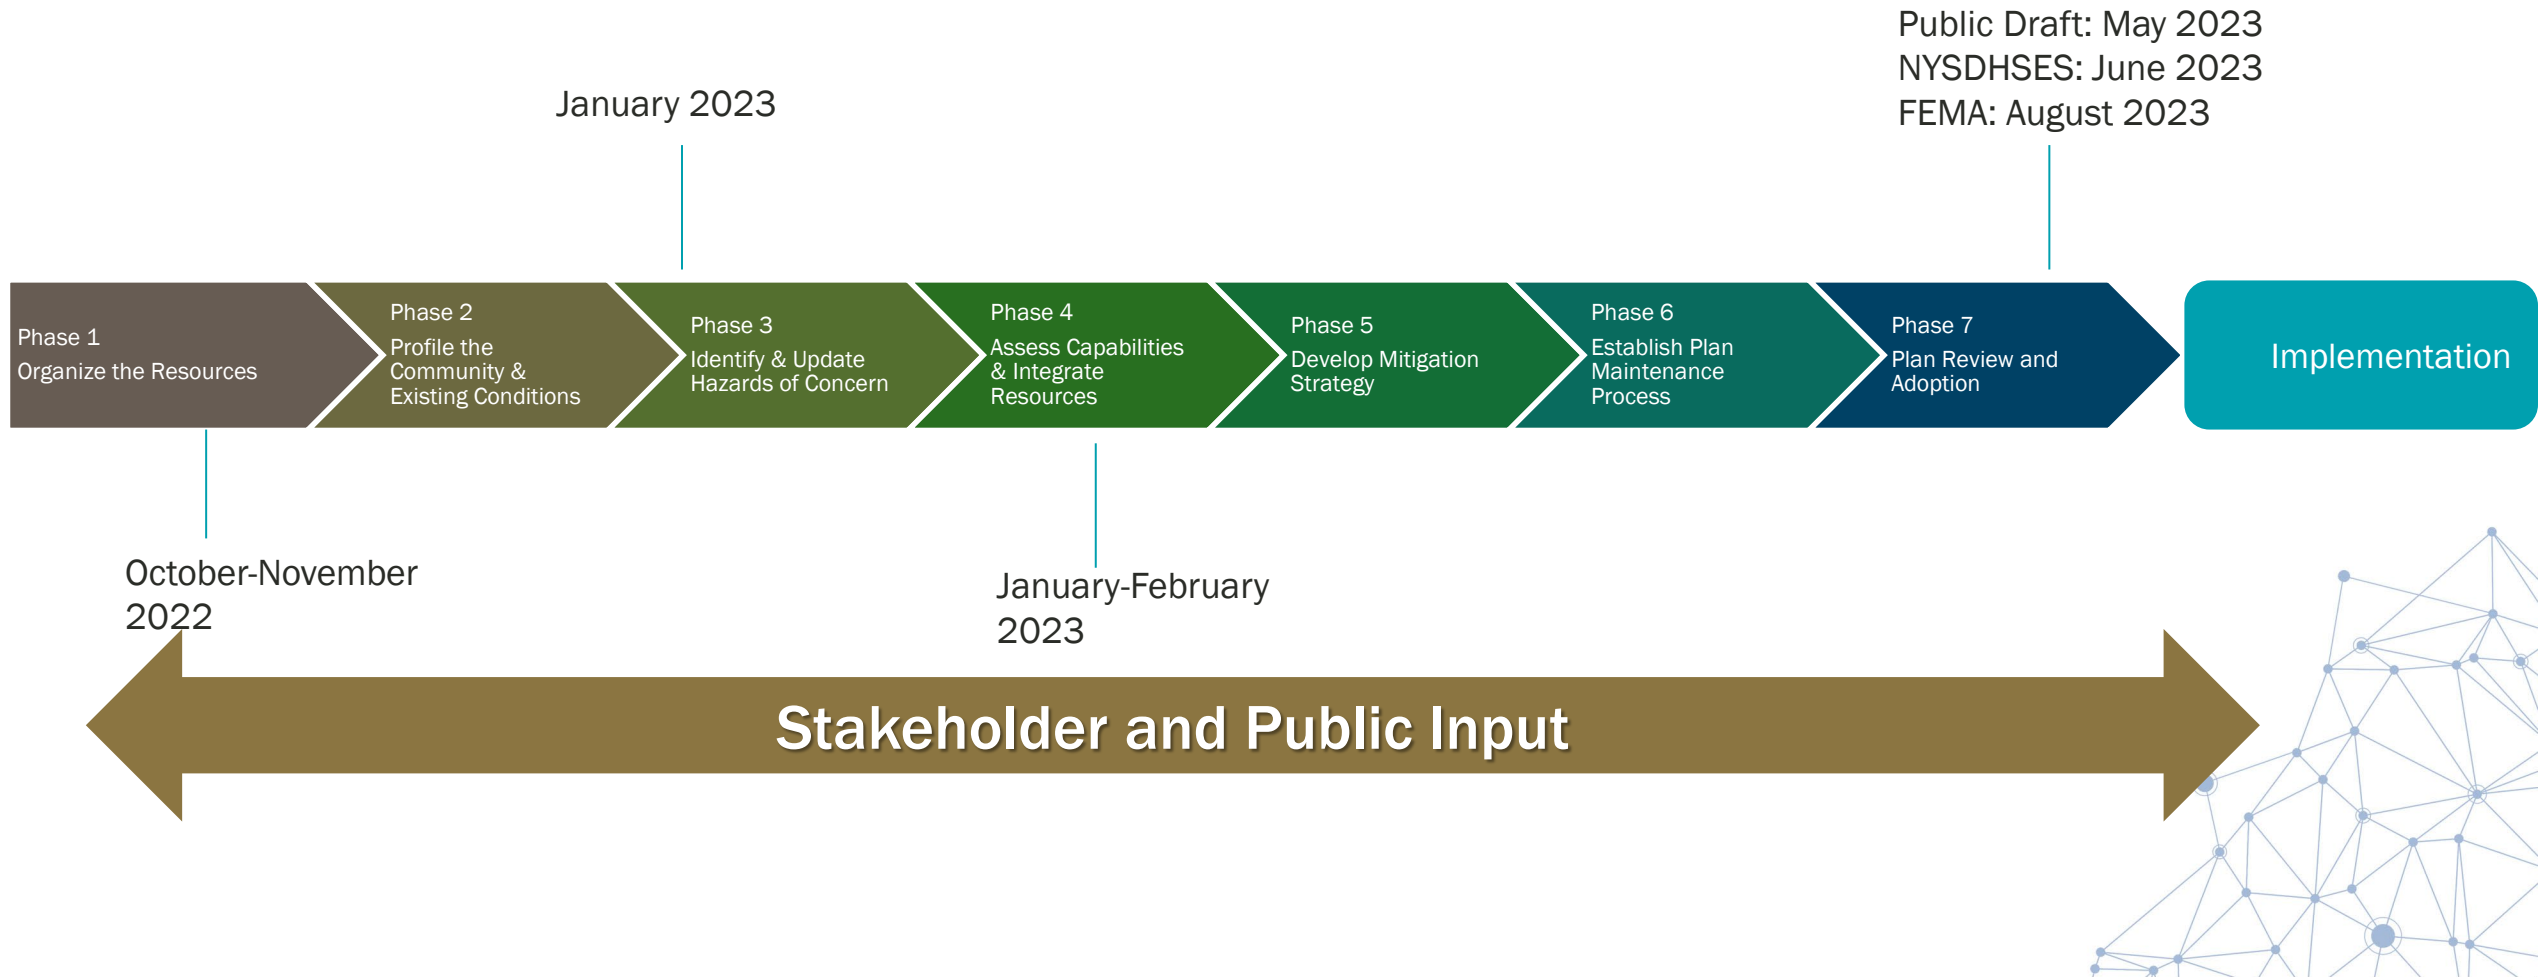 Public Draft: May 2023
NYSDHSES: June 2023
FEMA: August 2023
January 2023
Phase 1
Organize the Resources
Phase 2
Profile the
Community &
Existing Conditions
Phase 3
Identify & Update
Hazards of Concern
Phase 4
Assess Capabilities
& Integrate
Resources
Phase 5
Develop Mitigation
Strategy
Phase 6
Establish Plan
Maintenance
Process
Phase 7
Plan Review and
Adoption
Implementation
October-November
2022
January-February
2023
Stakeholder and Public Input